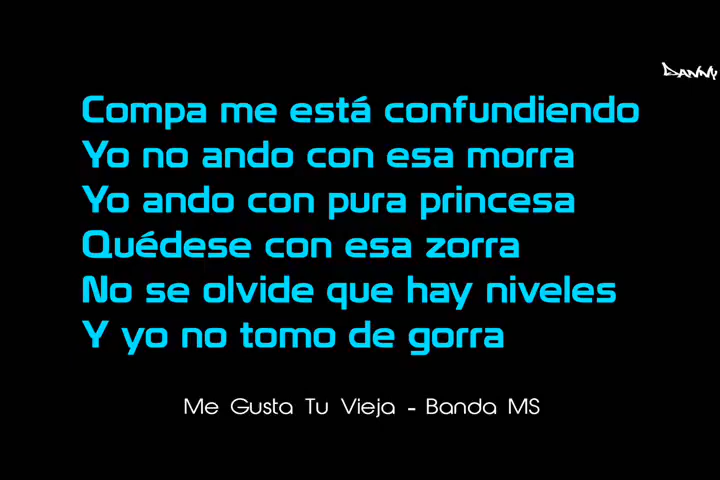 DANNY
Compa me está confundiendo
Yo no ando con esa morra
Yo ando con pura princesa
Quédese con esa zorra
No se olvide que hay niveles
Y yo no tomo de gorra
Me Gusta Tu Vieja - Banda MS